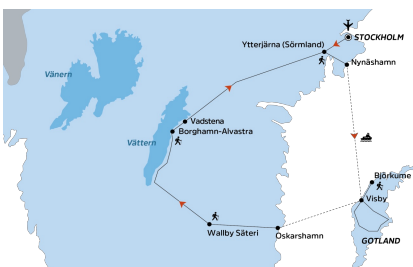 STOCKHOLM
Ytterjärna (Sörmland)
Nynäshamn
Vänern
Vadstena
Borghamn-Alvastra
Vättern
Björkume
Visby
Wallby Säteri
Oskarshamn
GOTLAND